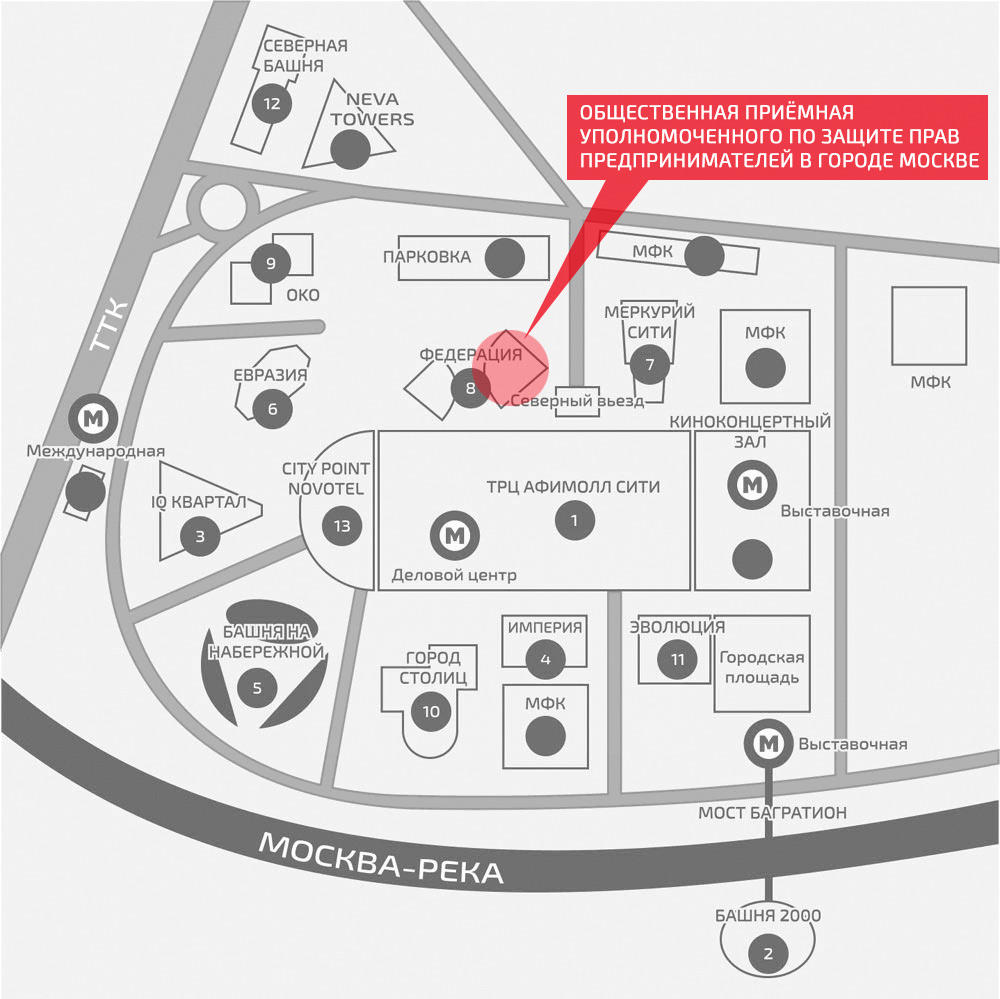 СЕВЕРНАЯ
БАШНЯ
12
NEVA
TOWERS
ОБЩЕСТВЕННАЯ ПРИЁМНАЯ
УПОЛНОМОЧЕННОГО ПО ЗАЩИТЕ ПРАВ
ПРЕДПРИНИМАТЕЛЕЙ В ГОРОДЕ МОСКВЕ
9
ОКО
ПАРКОВКА
МФК
ТТК
МЕРКУРИЙ
СИТИ
7
МФК
МФК
ФЕДЕРАЦИЯ
8
Северный вьезд
ЕВРАЗИЯ
6
М
Международная
КИНОКОНЦЕРТНЫЙ
ЗАЛ
М
Выставочная
CITY POINT
NOVOTEL
13
ТРЦ АФИМОЛЛ СИТИ
1
М
Деловой центр
IQ КВАРТАЛ
3
БАШНЯ НА
НАБЕРЕЖНОЙ
5
ГОРОД
СТОЛИЦ
10
ИМПЕРИЯ
4
МФК
ЭВОЛЮЦИЯ
11
Городская
площадь
М
Выставочная
МОСТ БАГРАТИОН
МОСКВА-РЕКА
БАШНЯ 2000
2